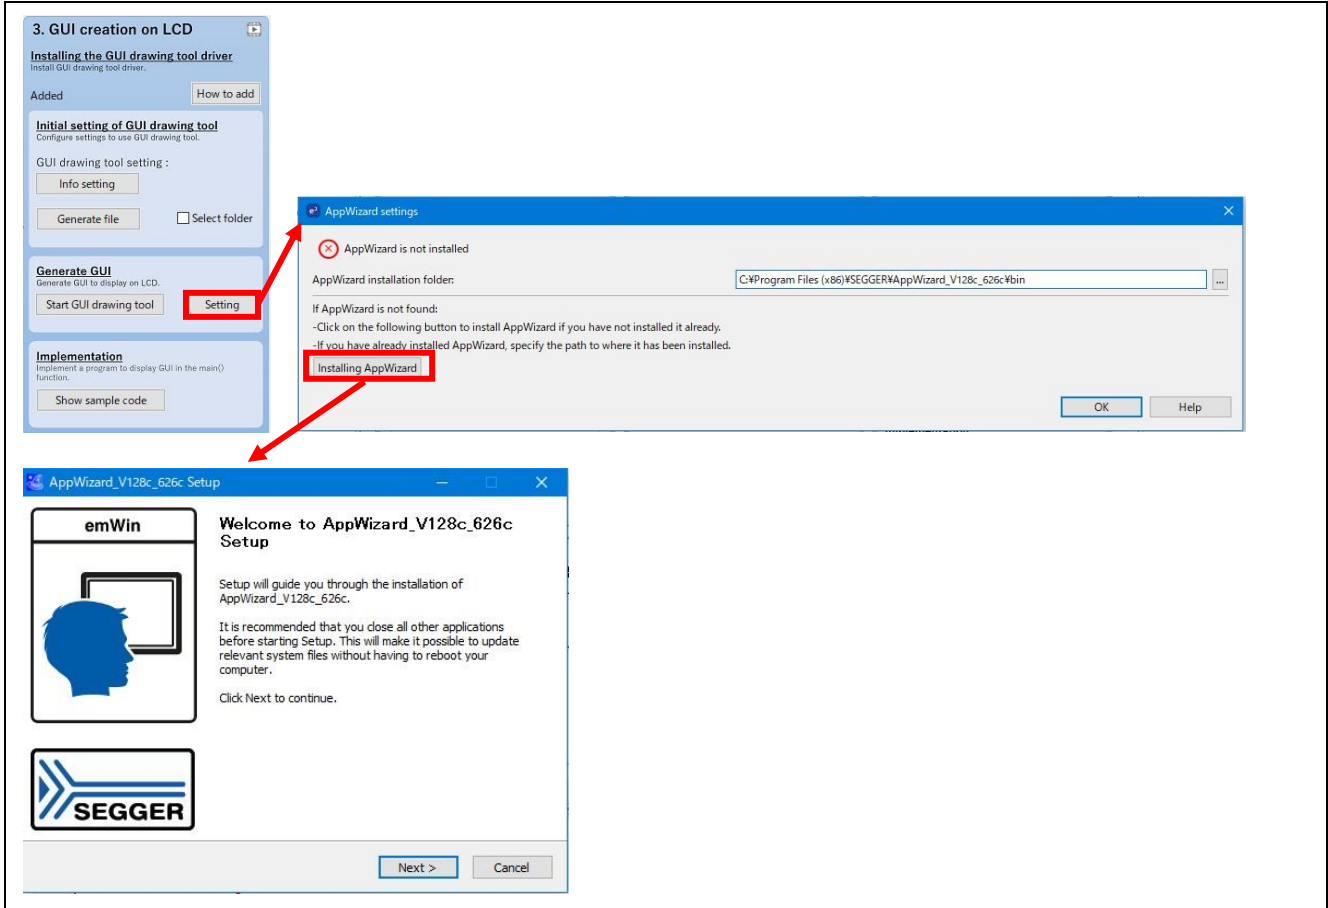 3. GUI creation on LCD
Installing the GUI drawing tool driver
Install GUI drawing tool driver.
Added
How to add
Initial setting of GUI drawing tool
Configure settings to use GUI drawing tool.
GUI drawing tool setting :
Info setting
Generate file
Select folder
Generate GUI
Generate GUI to display on LCD.
Start GUI drawing tool
Setting
Implementation
Implement a program to display GUI in the main()
function.
Show sample code
AppWizard settings
AppWizard is not installed
AppWizard installation folder:
C:¥Program Files (x86)¥SEGGER¥AppWizard_V128c_626c¥bin
...
If AppWizard is not found:
-Click on the following button to install AppWizard if you have not installed it already.
-If you have already installed AppWizard, specify the path to where it has been installed.
Installing AppWizard
OK
Help
AppWizard_V128c_626c Setup
emWin
Welcome to AppWizard_V128c_626c
Setup
Setup will guide you through the installation of
AppWizard_V128c_626c.
It is recommended that you close all other applications
before starting Setup. This will make it possible to update
relevant system files without having to reboot your
computer.
Click Next to continue.
SEGGER
Next >
Cancel